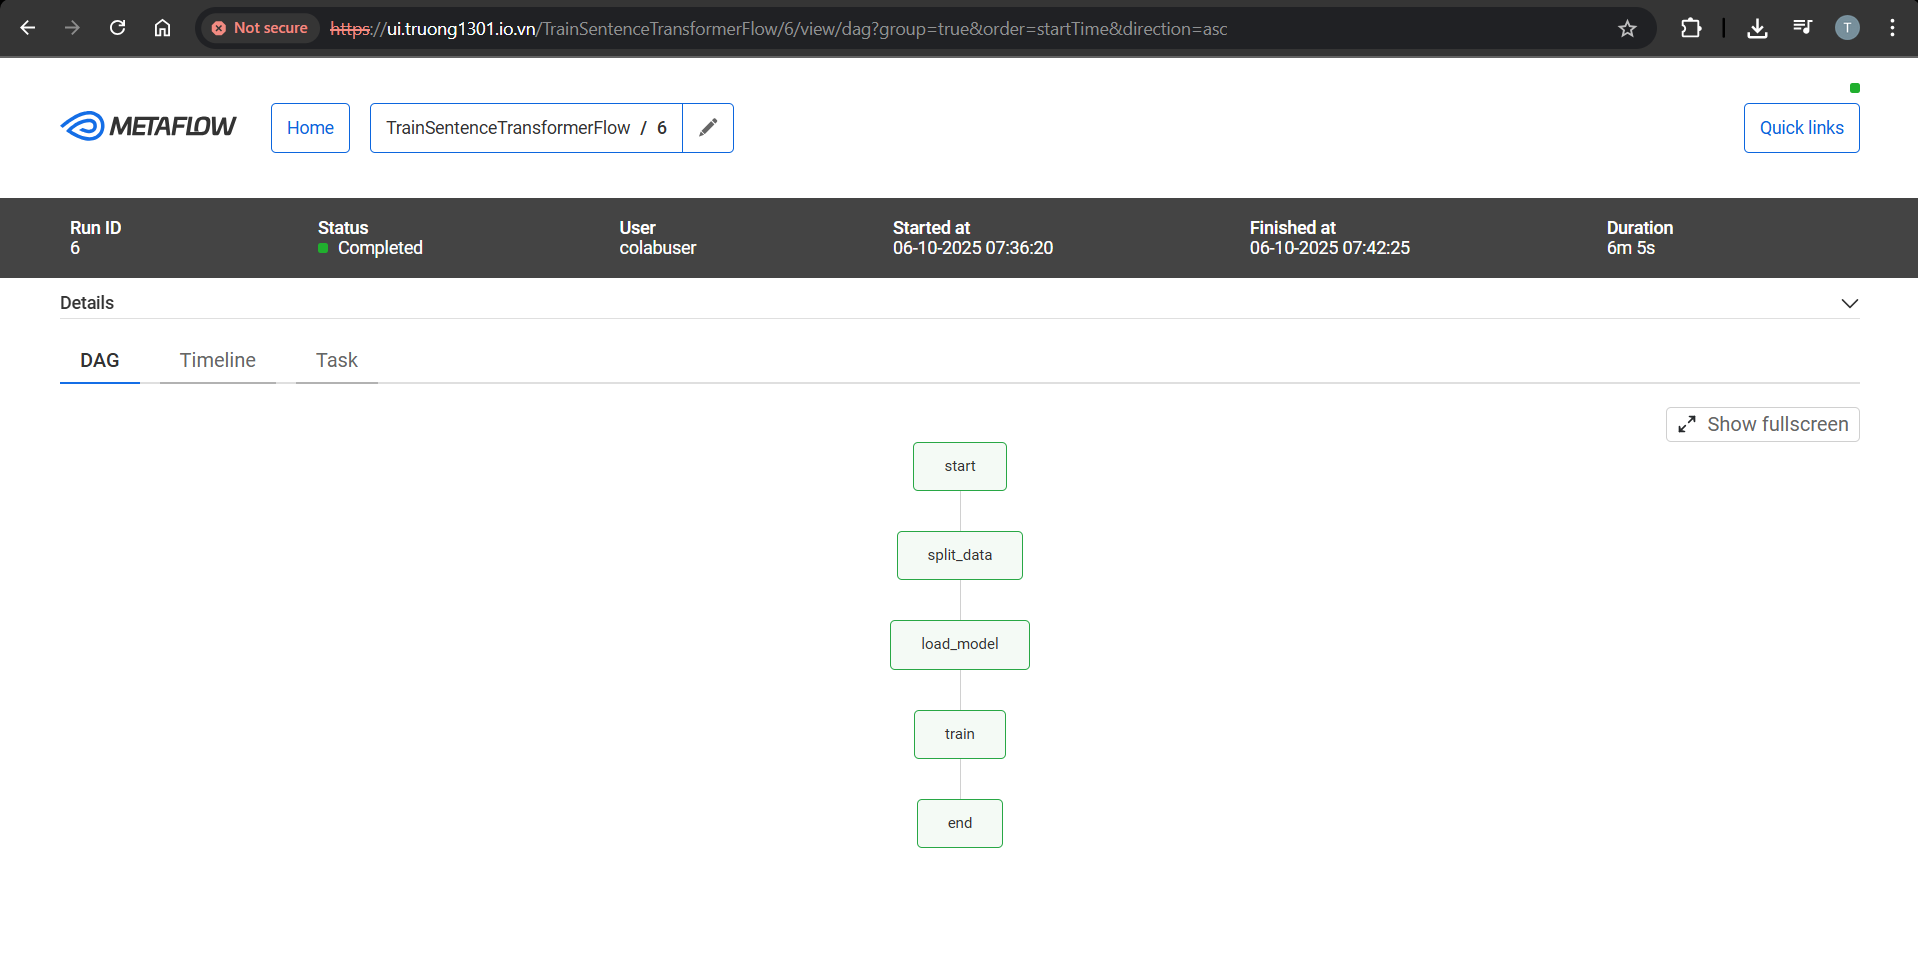 Not secure https://ui.truong1301.io.vn/TrainSentenceTransformerFlow/6/view/dag?group=true&order=startTime&direction=asc T
METAFLOW Home TrainSentenceTransformerFlow / 6 Quick links
Run ID Status User Started at Finished at Duration
6 Completed colabuser 06-10-2025 07:36:20 06-10-2025 07:42:25 6m 5s
Details
DAG Timeline Task
Show fullscreen
start
split_data
load_model
train
end